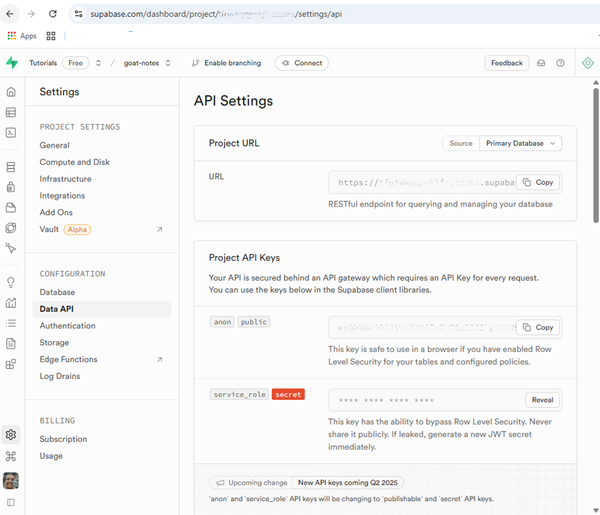 supabase.com/dashboard/project/ /settings/api
Apps
Tutorials Free / goat-notes Enable branching Connect Feedback
Settings
API Settings
PROJECT SETTINGS
General
Compute and Disk
Infrastructure
Integrations
Add Ons
Vault Alpha
CONFIGURATION
Database
Data API
Authentication
Storage
Edge Functions
Log Drains
BILLING
Subscription
Usage
Project URL Source Primary Database
URL https:// .supaba Copy
RESTful endpoint for querying and managing your database
Project API Keys
Your API is secured behind an API gateway which requires an API Key for every request.
You can use the keys below in the Supabase client libraries.
anon public Copy
This key is safe to use in a browser if you have enabled Row
Level Security for your tables and configured policies.
service_role secret **** **** **** **** Reveal
This key has the ability to bypass Row Level Security. Never
share it publicly. If leaked, generate a new JWT secret
immediately.
Upcoming change New API keys coming Q2 2025
`anon` and `service_role` API keys will be changing to `publishable` and `secret` API keys.